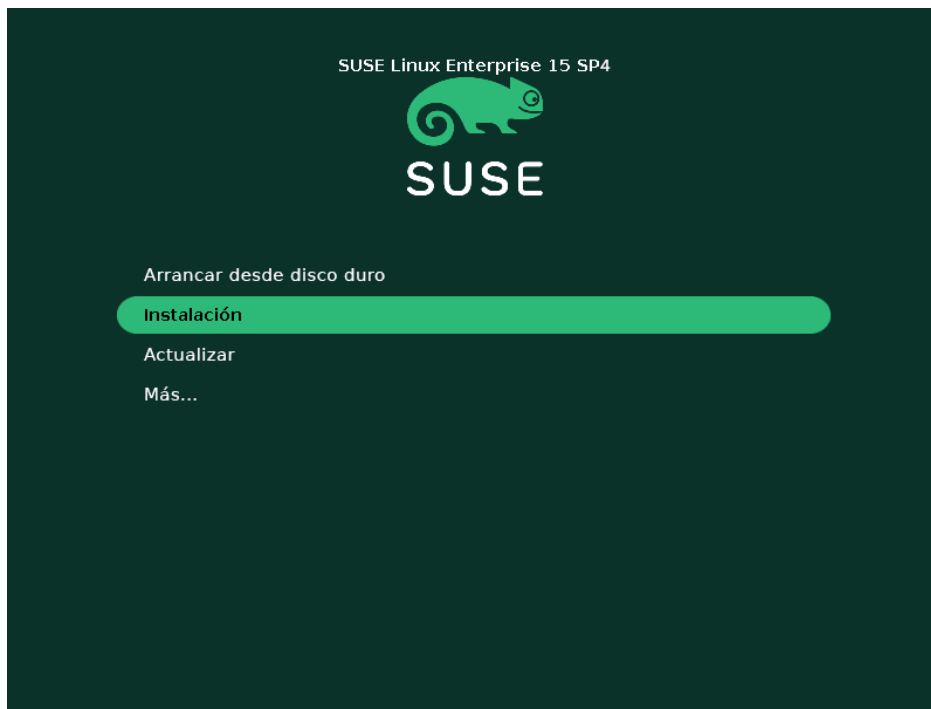 SUSE Linux Enterprise 15 SP4
SUSE
Arrancar desde disco duro
Instalación
Actualizar
Más...